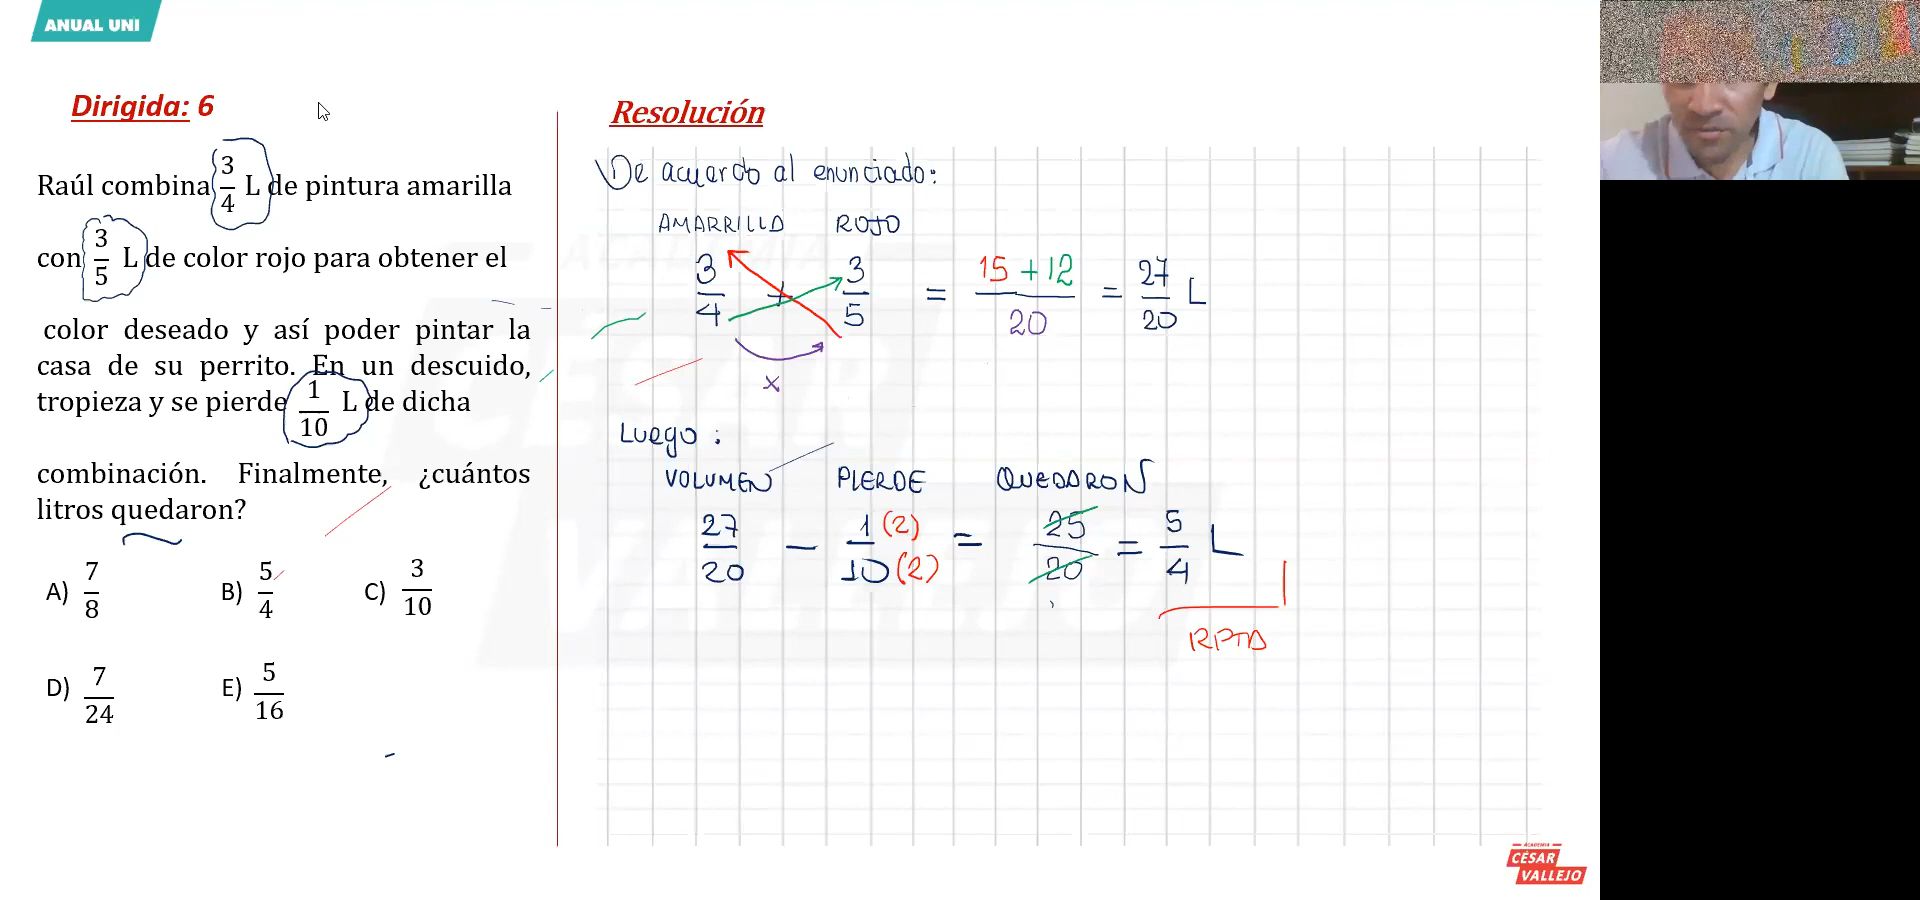 ANUAL UNI
Dirigida: 6
Raúl combina 3/4 L de pintura amarilla
con 3/5 L de color rojo para obtener el
color deseado y así poder pintar la
casa de su perrito. En un descuido,
tropieza y se pierde 1/10 L de dicha
combinación. Finalmente, ¿cuántos
litros quedaron?
A) 7/8 B) 5/4 C) 3/10
D) 7/24 E) 5/16
Resolución
De acuerdo al enunciado:
AMARRILLO ROJO
3/4 + 3/5 = 15 + 12/20 = 27/20 L
x
Luego:
VOLUMEN PIERDE QUEDARON
27/20 - 1(2)/10(2) = 25/20 = 5/4 L
RPTA
ACADEMIA
CÉSAR
VALLEJO
ACADEMIA
CÉSAR
VALLEJO